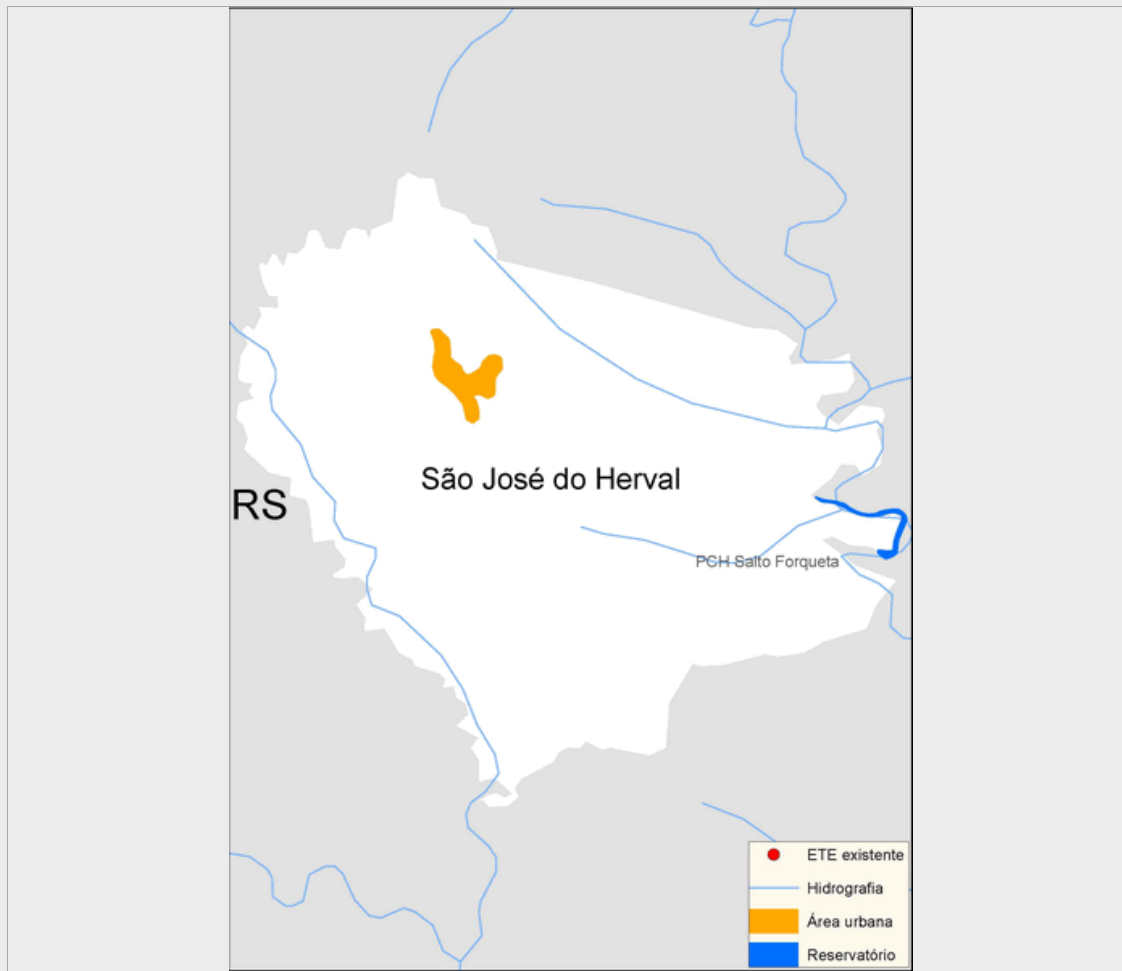 São José do Herval
RS
PCH Salto Forqueta
ETE existente
Hidrografia
Área urbana
Reservatório